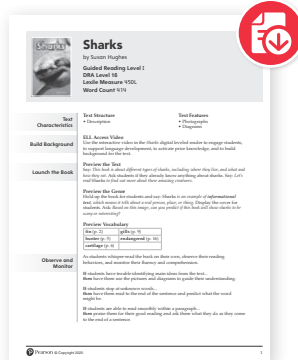 Sharks
Sharks
by Susan Hughes
Guided Reading Level I
DRA Level 16
Lexile Measure 450L
Word Count 474
Text
Characteristics
Text Structure
• Description
Text Features
• Photographs
• Diagrams
Build Background
ELL Access Video
Use the interactive video in the Sharks digital leveled reader to engage students,
to support language development, to activate prior knowledge, and to build
background for the text.
Launch the Book
Preview the Text
Say: This book is about different types of sharks, including where they live, and what and
how they eat. Ask students if they already know anything about sharks. Say: Let's
read Sharks to find out more about these amazing creatures.
Preview the Genre
Hold up the book for students and say: Sharks is an example of informational
text, which means it tells about a real person, place, or thing. Display the cover for
students. Ask: Based on this image, can you predict if this book will show sharks to be
scary or interesting?
Preview Vocabulary
fin (p. 2)
gills (p. 9)
hunter (p. 5)
endangered (p. 16)
cartilage (p. 6)
Observe and
Monitor
As students whisper-read the book on their own, observe their reading
behaviors, and monitor their fluency and comprehension.
If students have trouble identifying main ideas from the text...
then have them use the pictures and diagrams to guide their understanding.
If students stop at unknown words...
then have them read to the end of the sentence and predict what the word
might be.
If students are able to read smoothly within a paragraph...
then praise them for their good reading and ask them what they do as they come
to the end of a sentence.
Pearson © Copyright 2020
1